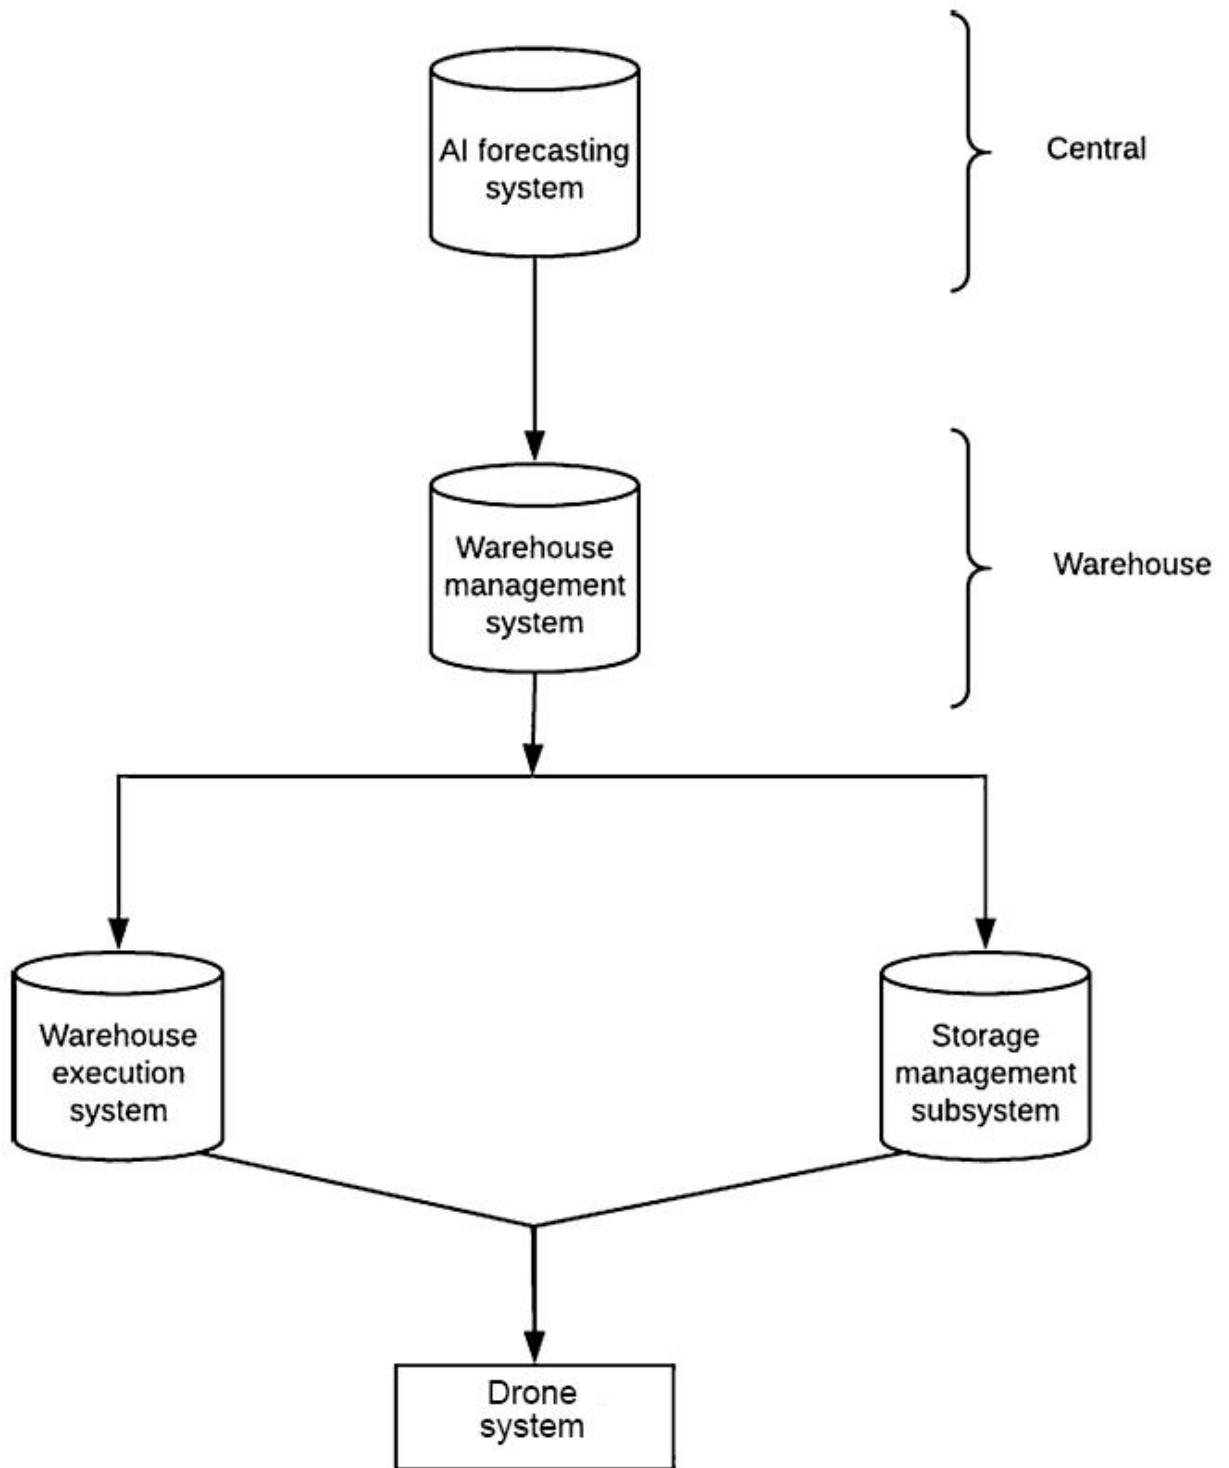 AI forecasting
system
Central
Warehouse
management
system
Warehouse
Warehouse
execution
system
Storage
management
subsystem
Drone
system